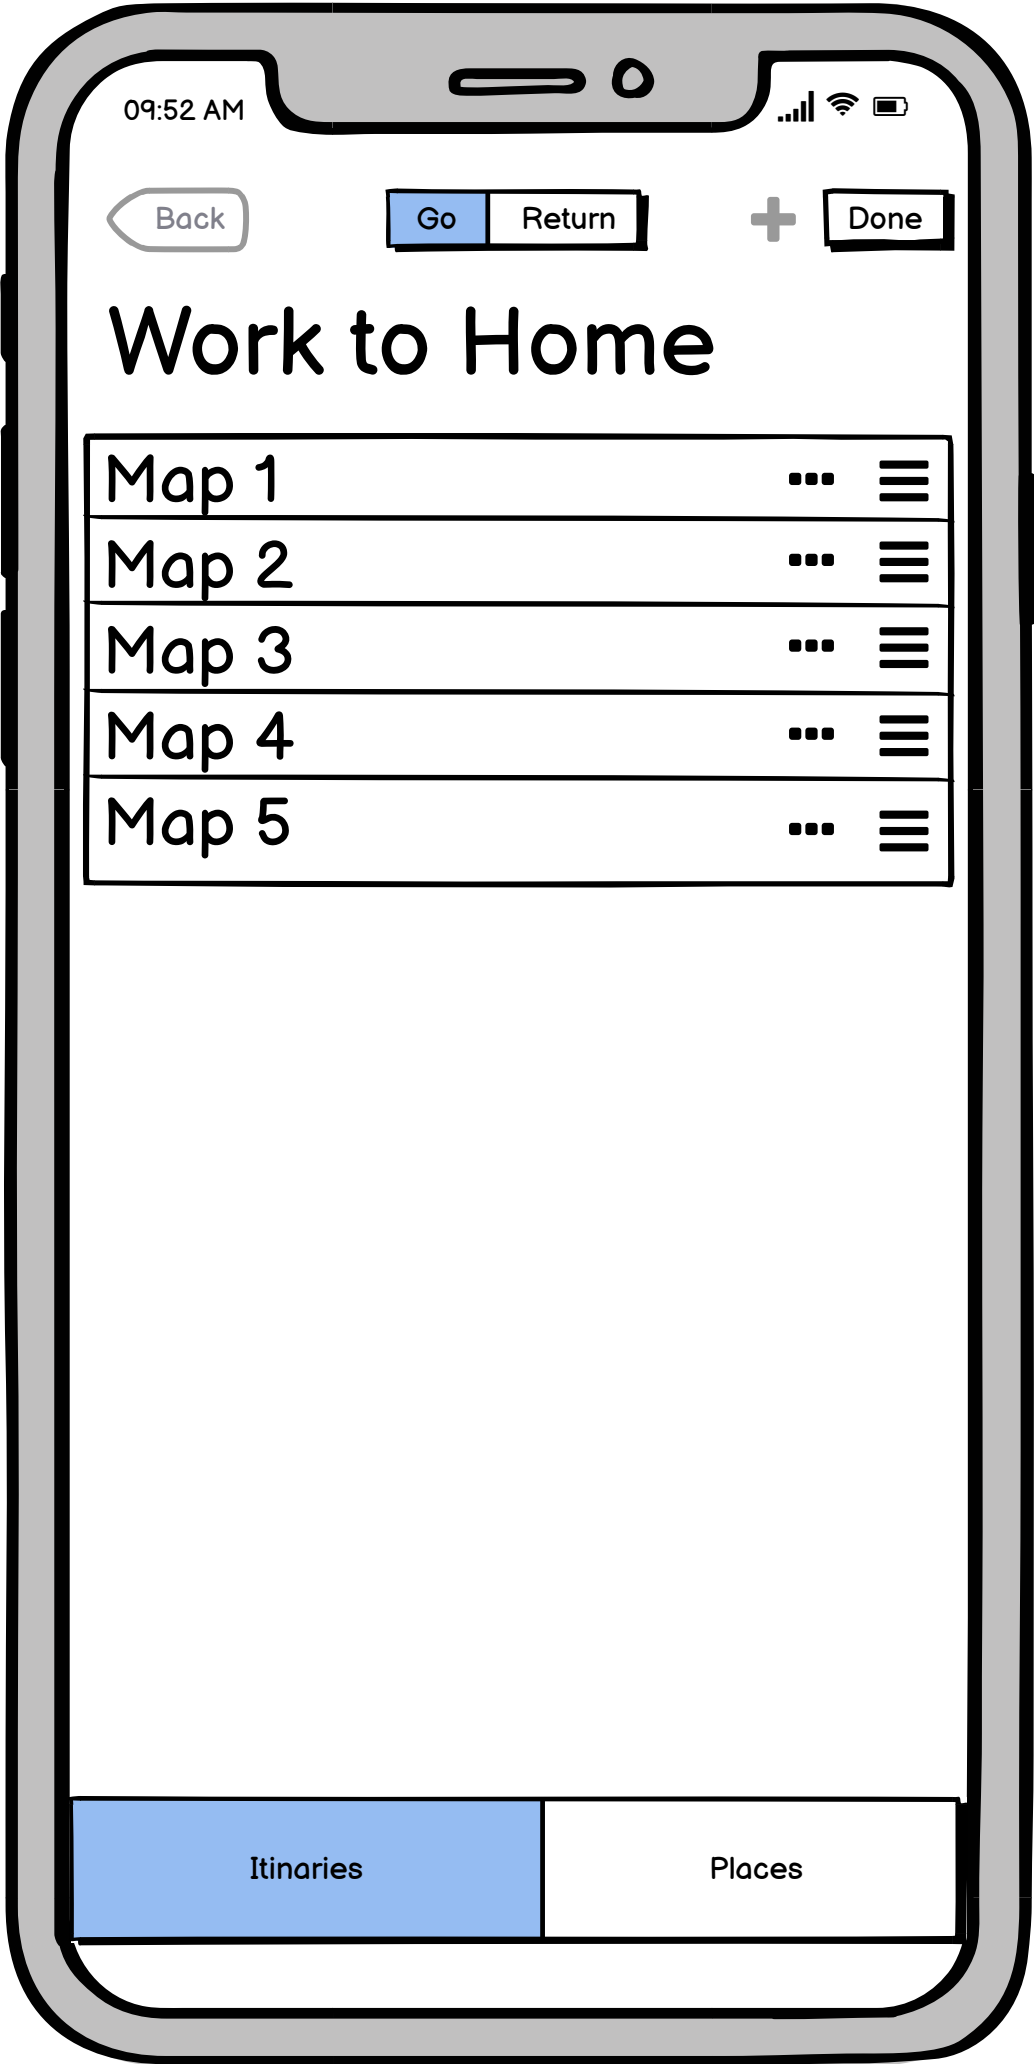 09:52 AM
Back
Go
Return
Done
Work to Home
Map 1
Map 2
Map 3
Map 4
Map 5
Itinaries
Places